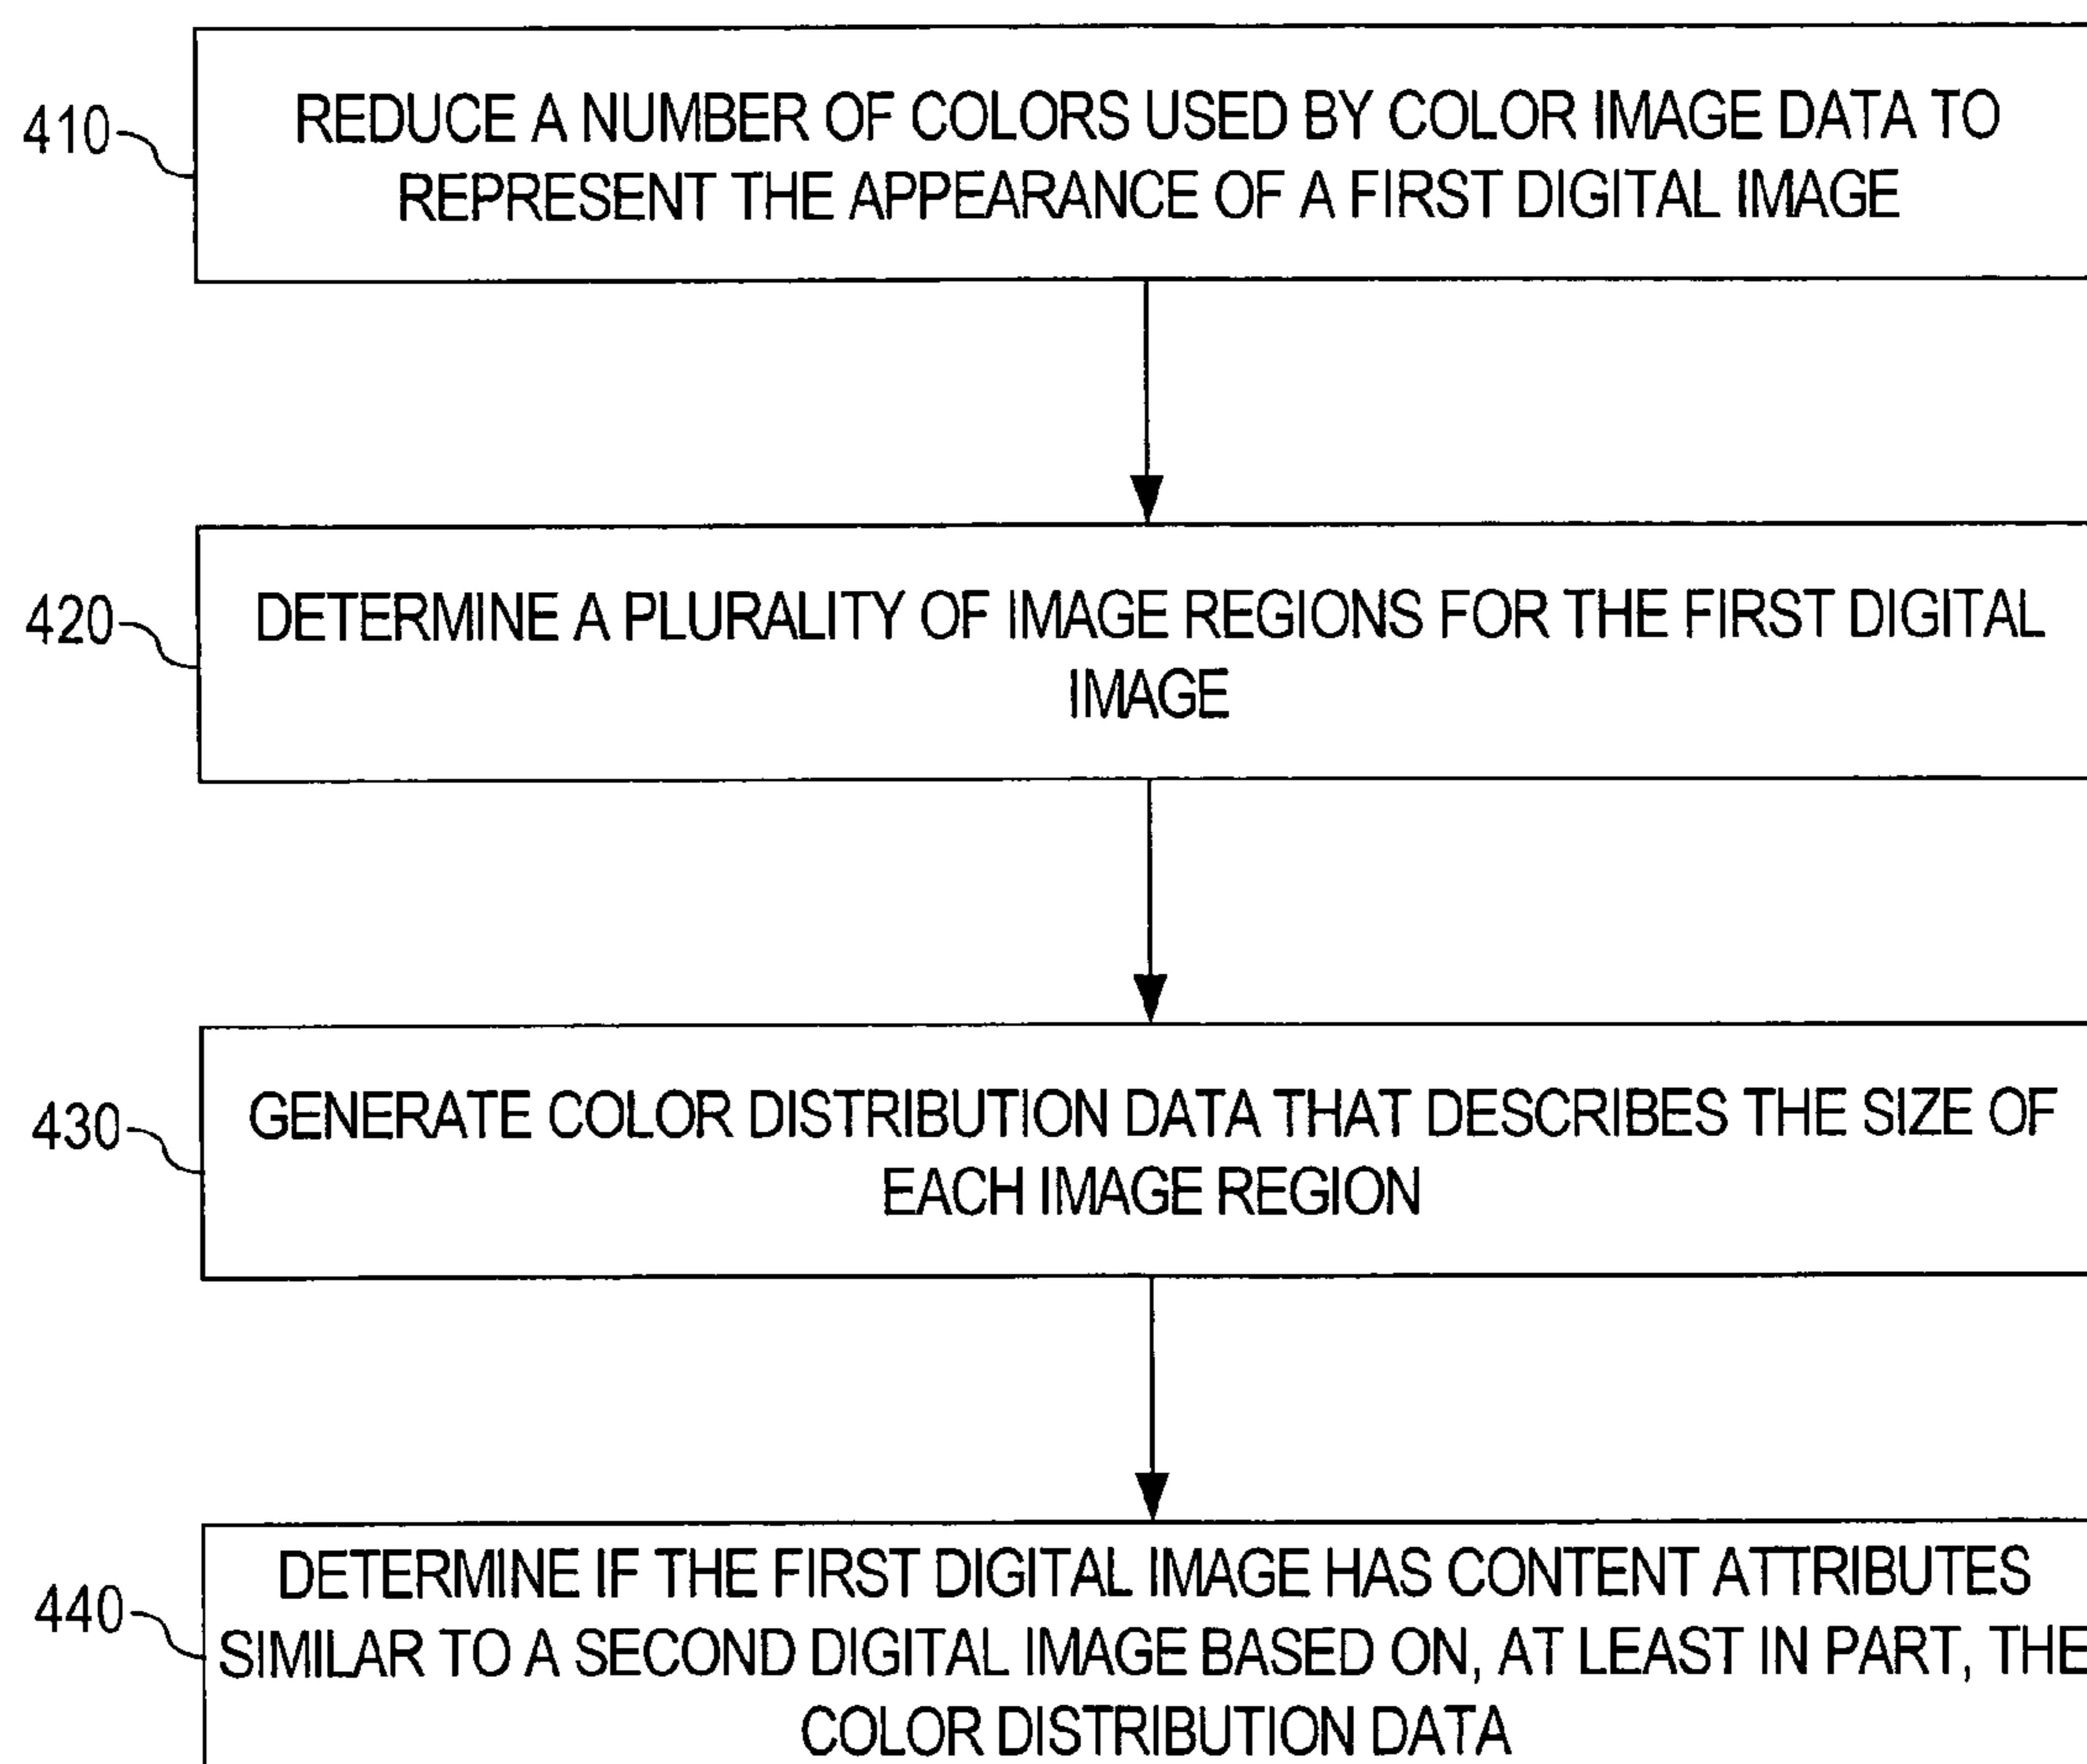 410
REDUCE A NUMBER OF COLORS USED BY COLOR IMAGE DATA TO
REPRESENT THE APPEARANCE OF A FIRST DIGITAL IMAGE
420
DETERMINE A PLURALITY OF IMAGE REGIONS FOR THE FIRST DIGITAL
IMAGE
430
GENERATE COLOR DISTRIBUTION DATA THAT DESCRIBES THE SIZE OF
EACH IMAGE REGION
440
DETERMINE IF THE FIRST DIGITAL IMAGE HAS CONTENT ATTRIBUTES
SIMILAR TO A SECOND DIGITAL IMAGE BASED ON, AT LEAST IN PART, THE
COLOR DISTRIBUTION DATA